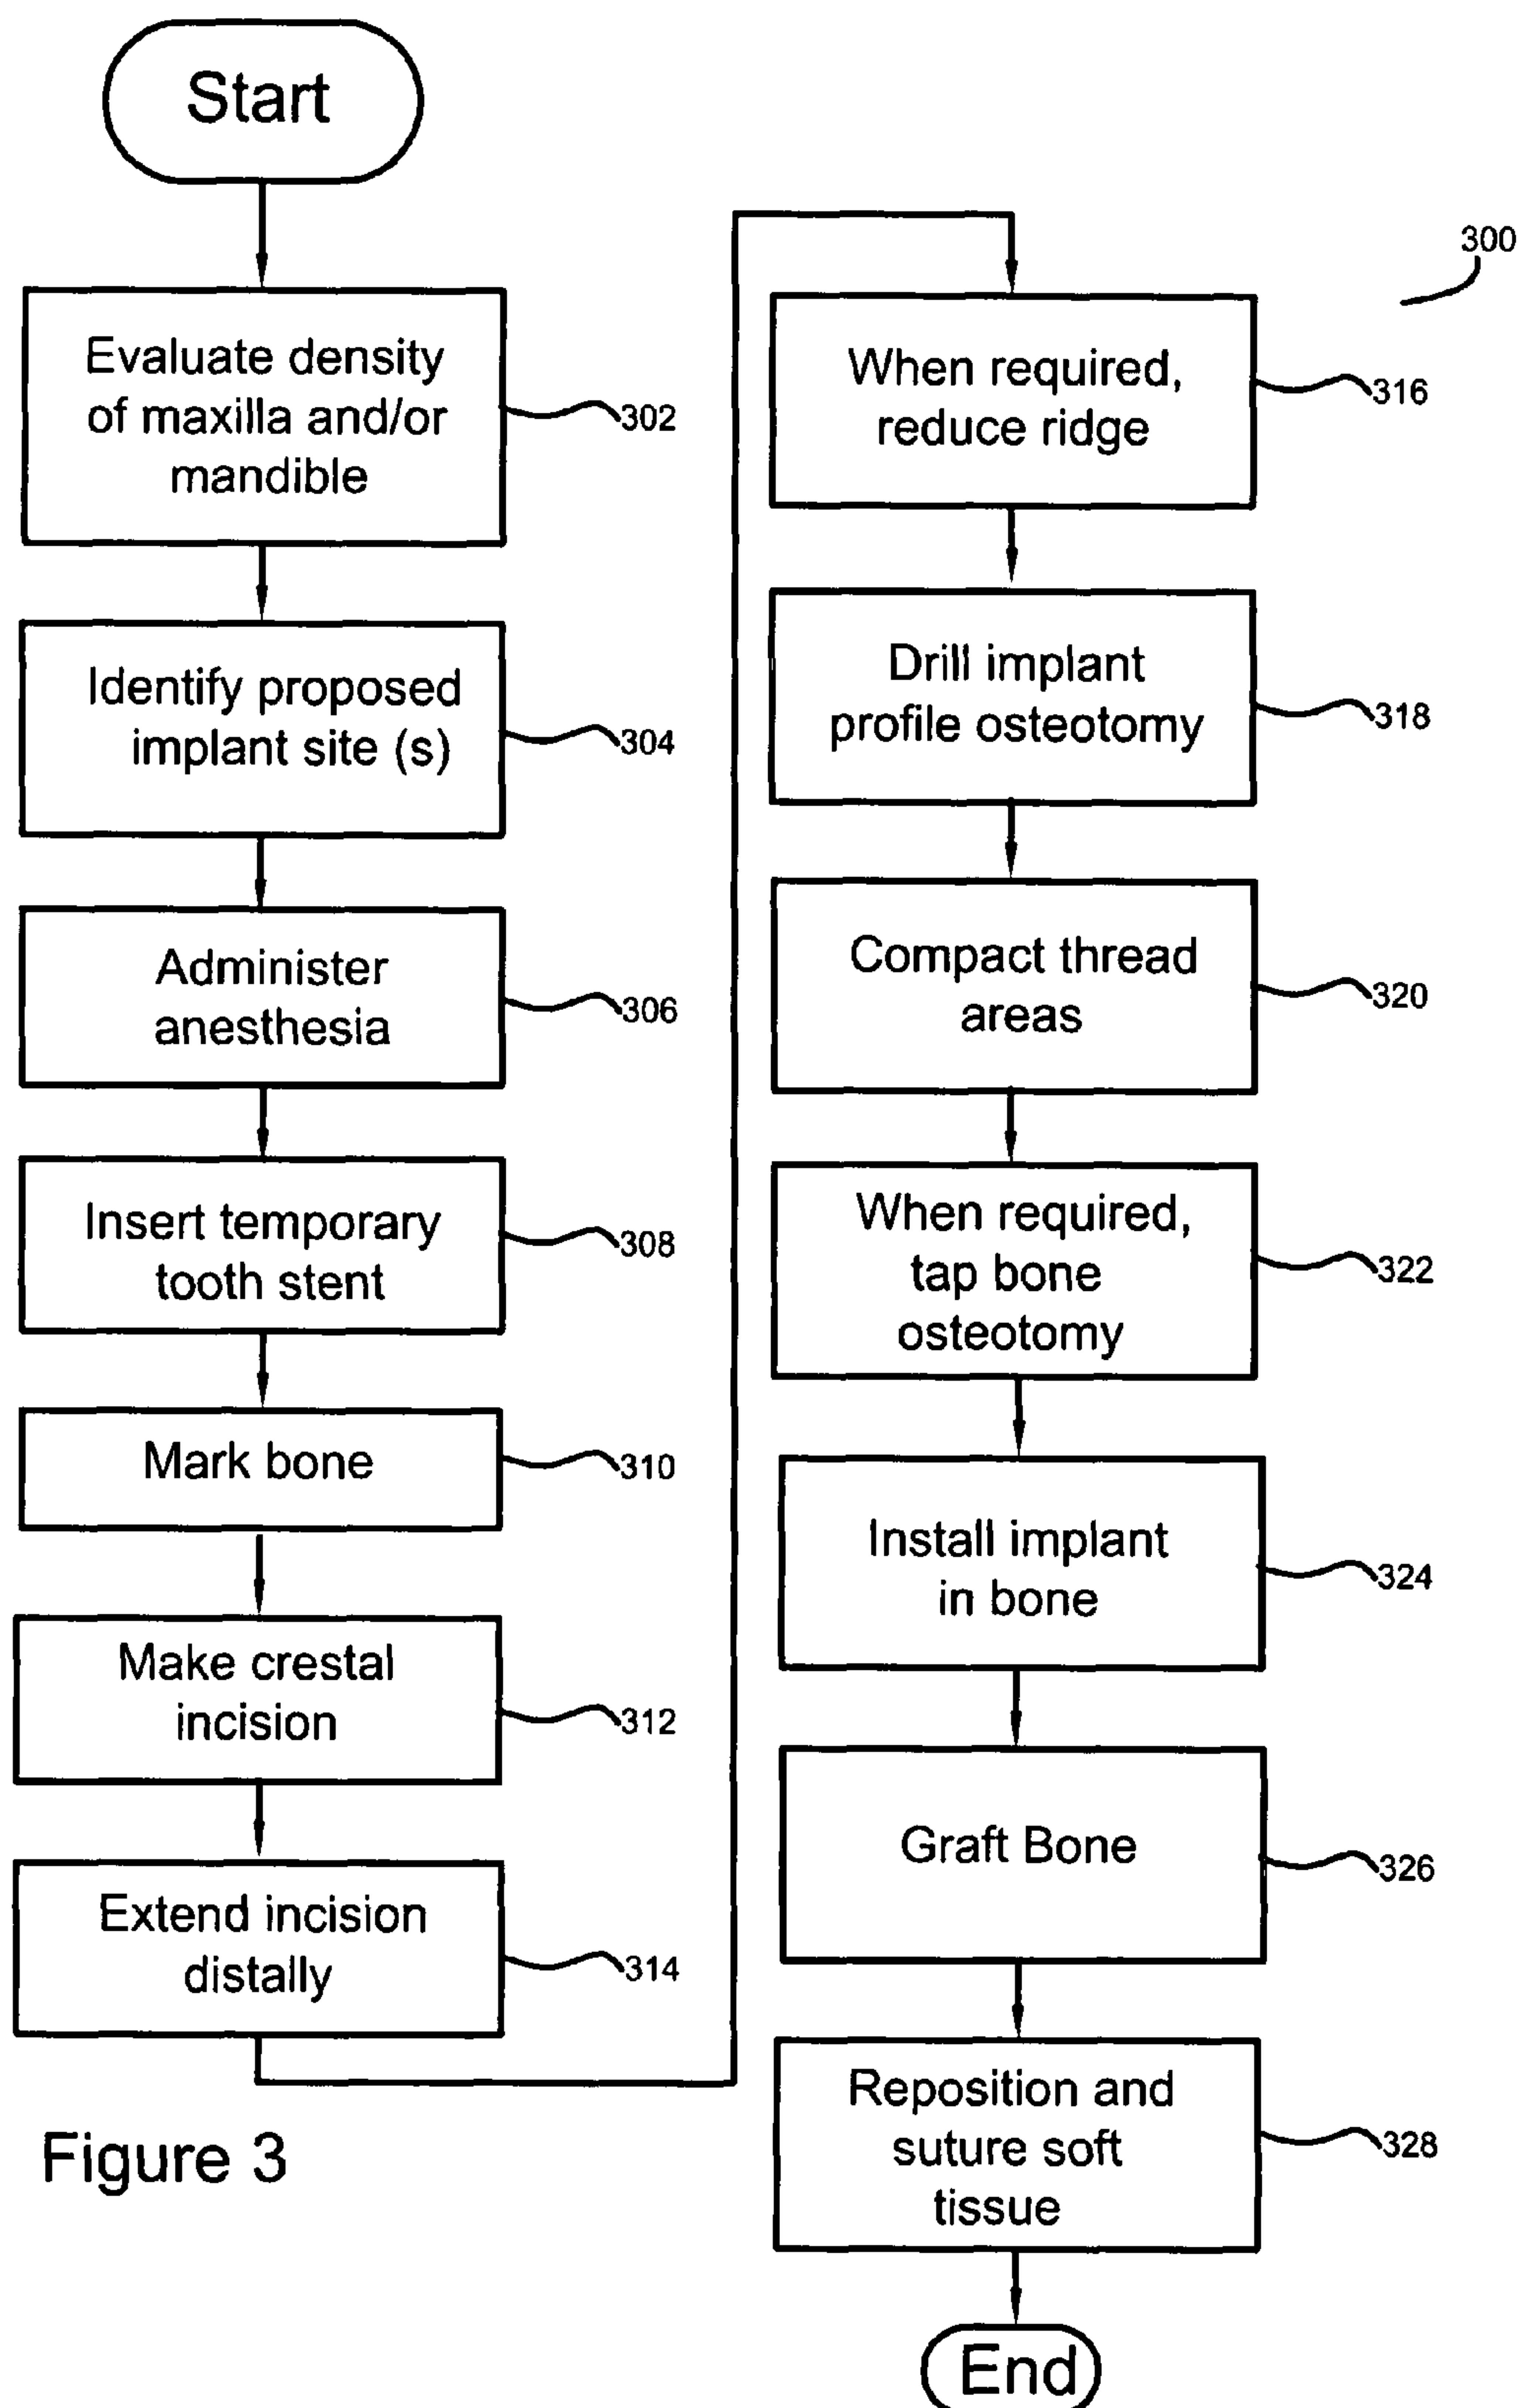 Start
Evaluate density
of maxilla and/or
mandible
302
Identify proposed
implant site (s)
304
Administer
anesthesia
306
Insert temporary
tooth stent
308
Mark bone
310
Make crestal
incision
312
Extend incision
distally
314
300
When required,
reduce ridge
316
Drill implant
profile osteotomy
318
Compact thread
areas
320
When required,
tap bone
osteotomy
322
Install implant
in bone
324
Graft Bone
326
Reposition and
suture soft
tissue
328
End
Figure 3